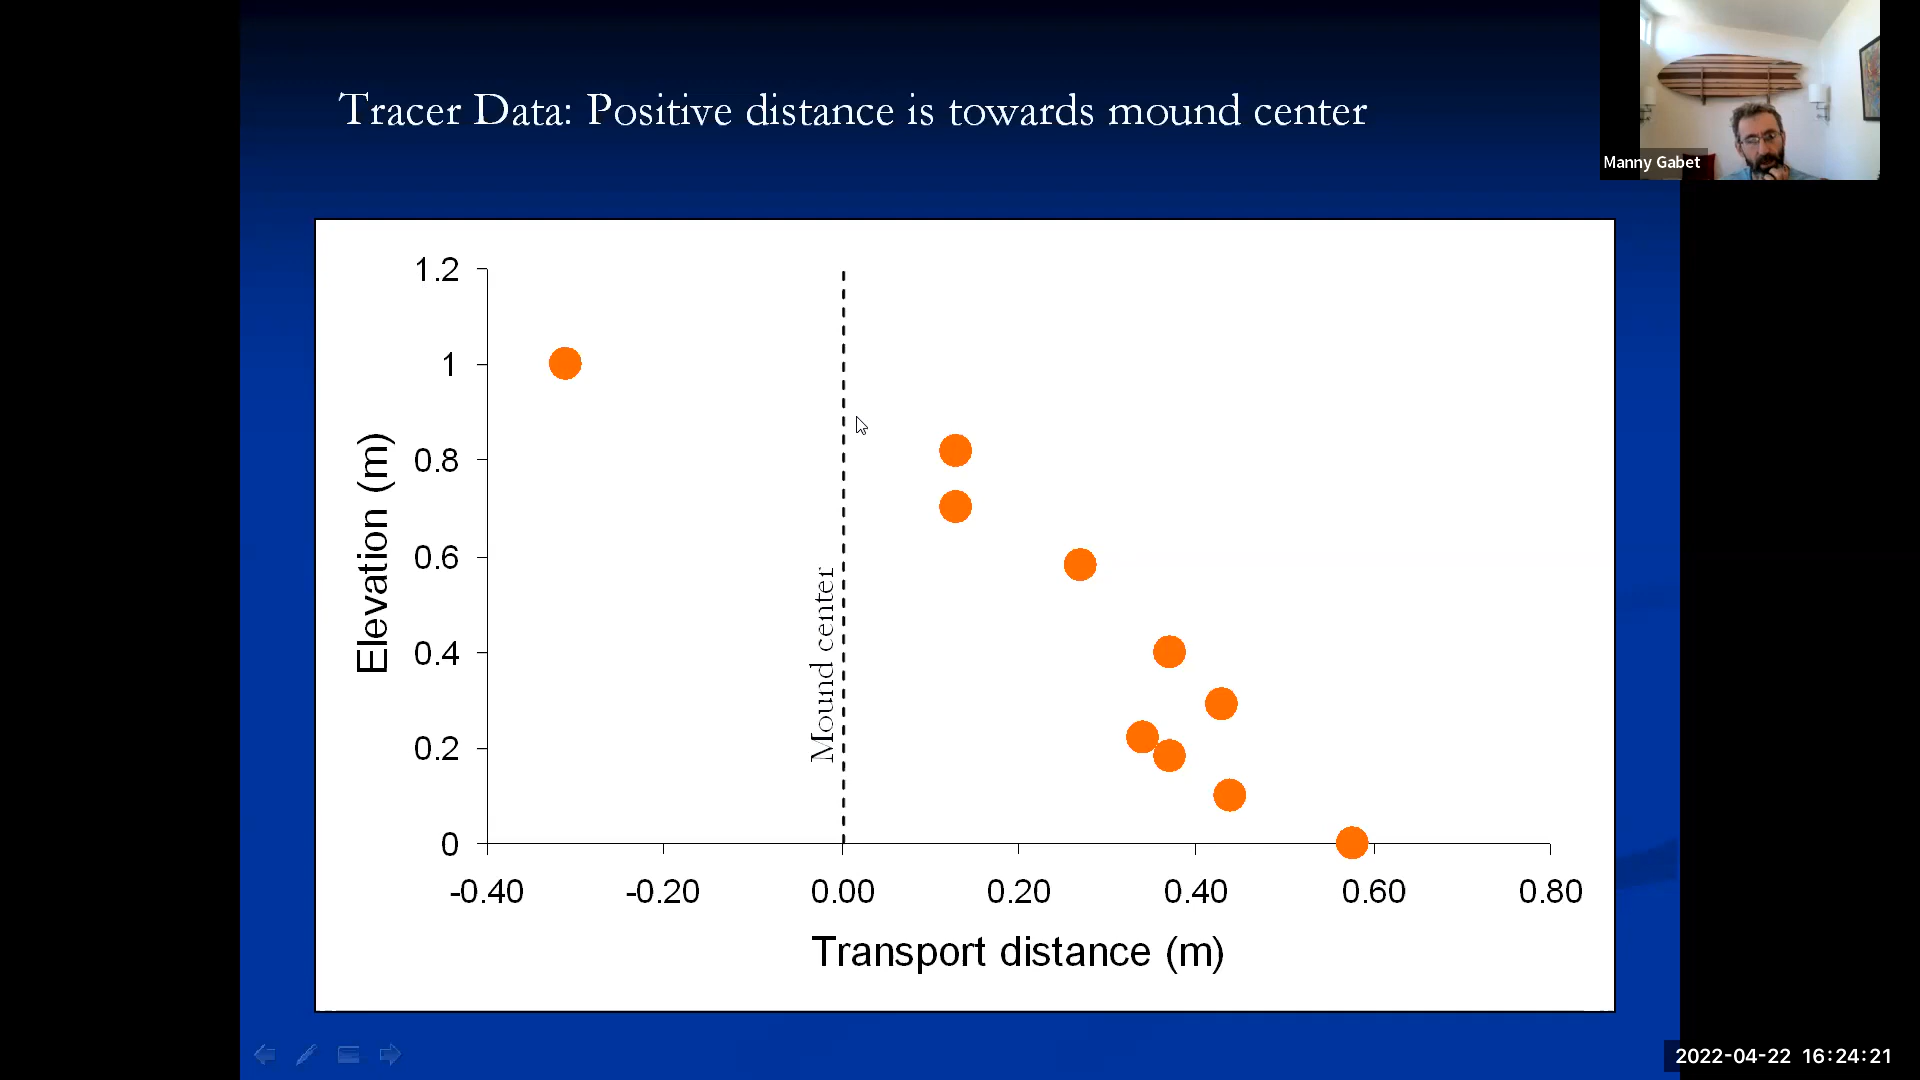 Tracer Data: Positive distance is towards mound center
Manny Gabet
1.2
1
0.8
0.6
0.4
0.2
0
Elevation (m)
Mound center
-0.40 -0.20 0.00 0.20 0.40 0.60 0.80
Transport distance (m)
2022-04-22 16:24:21